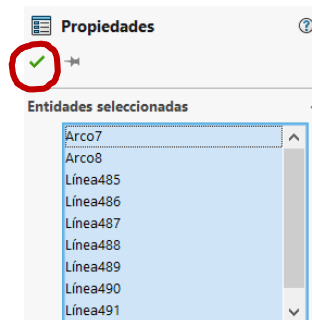 Propiedades
Entidades seleccionadas
Arco7
Arco8
Línea485
Línea486
Línea487
Línea488
Línea489
Línea490
Línea491